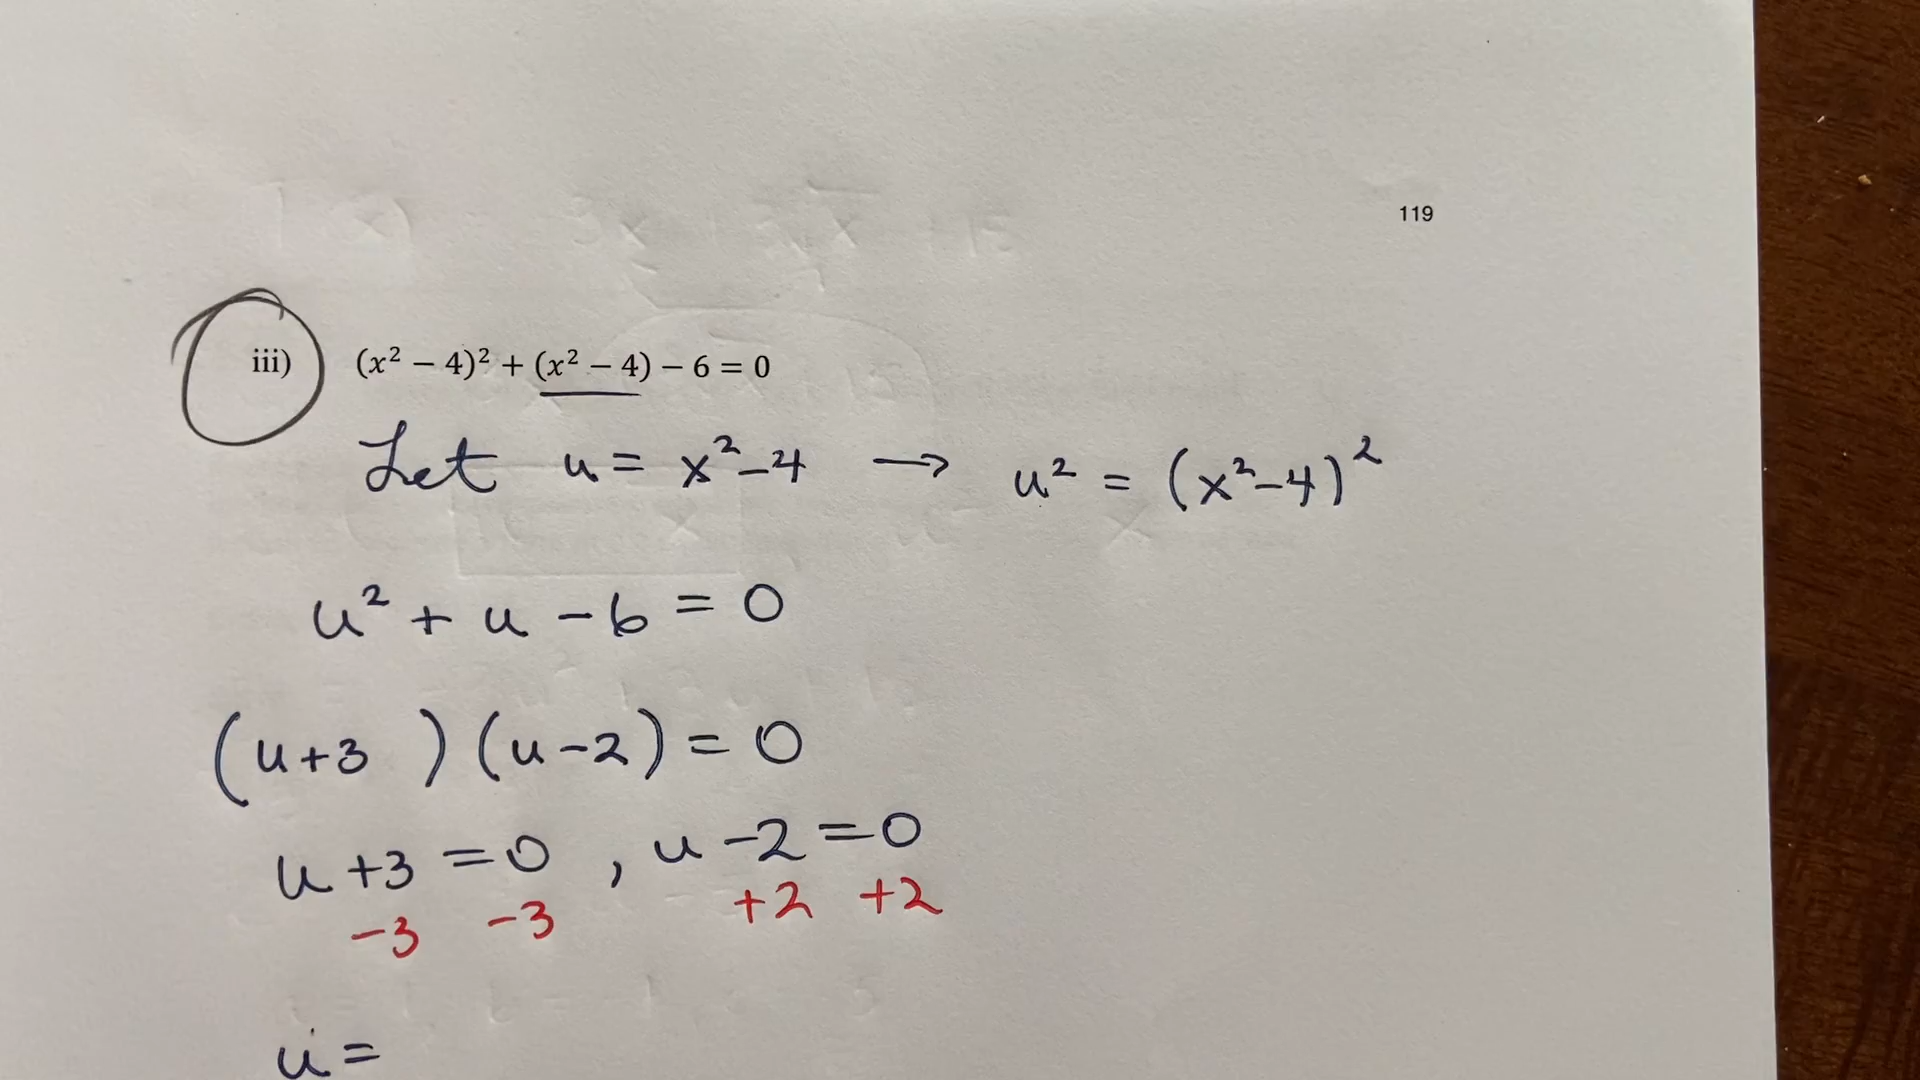 119
iii) (x² – 4)² + (x² – 4) – 6 = 0
Let u = x²-4 → u² = (x²-4)²
u² + u - 6 = 0
(u+3 ) (u-2) = 0
u +3 =0 , u -2 =0
-3 -3 +2 +2
u =